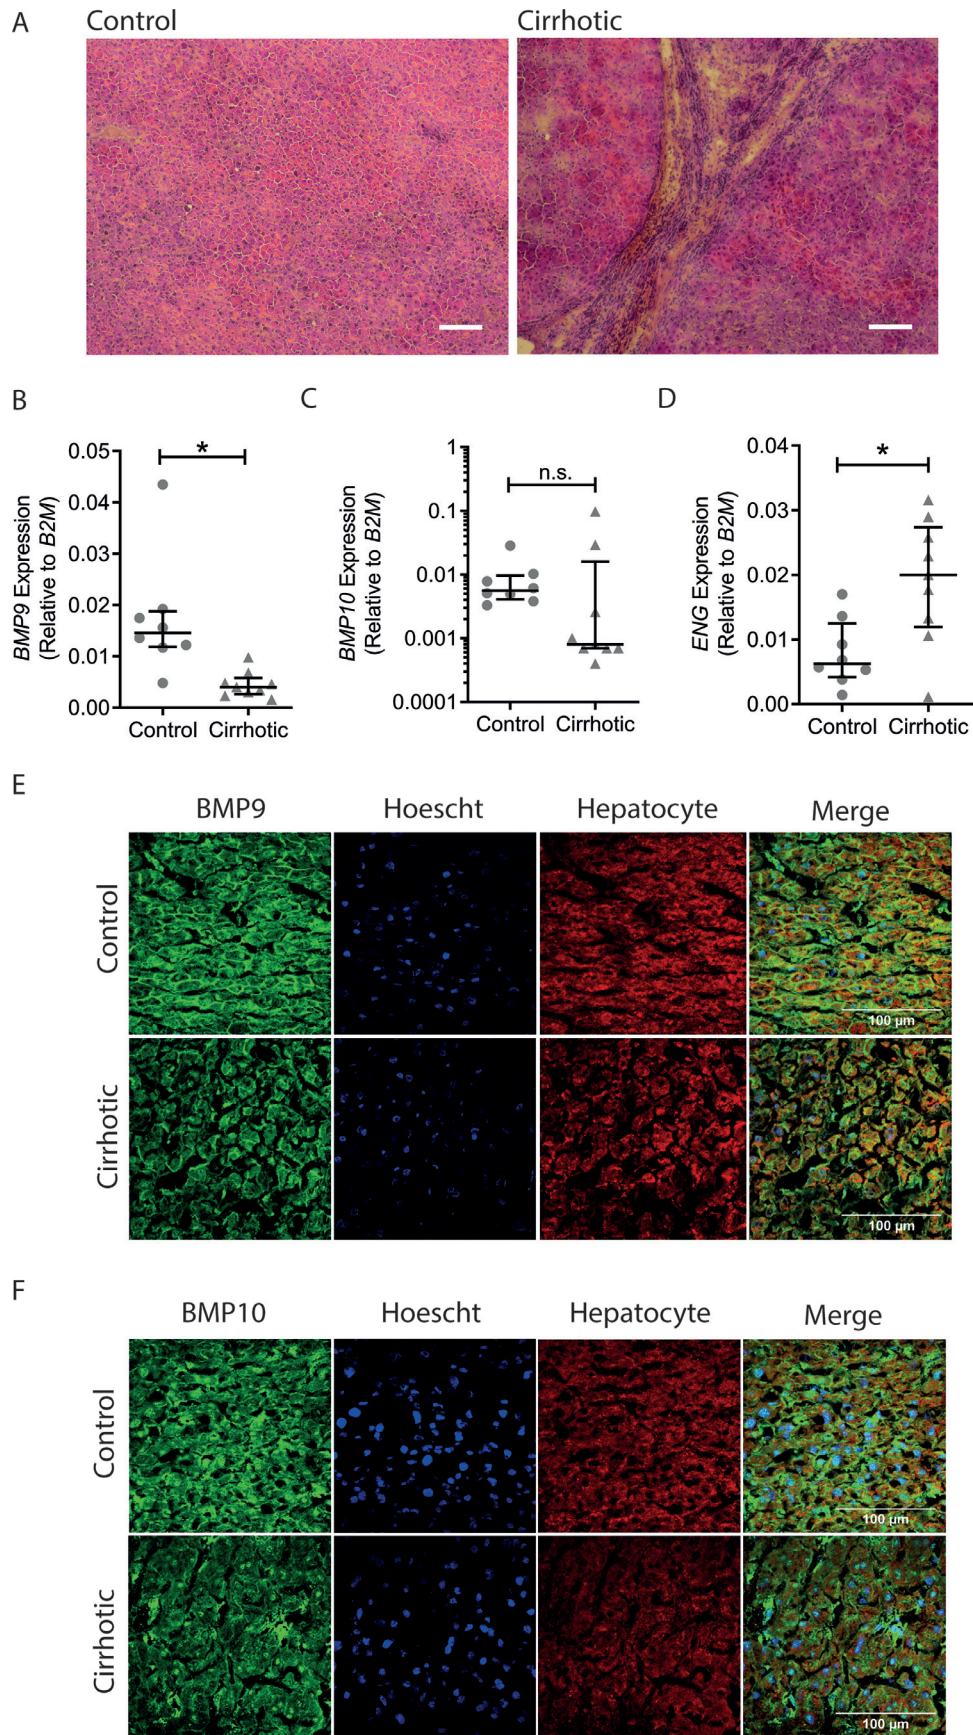 A
Control
Cirrhotic
B
C
D
BMP9 Expression
(Relative to B2M)
0.05
0.04
0.03
0.02
0.01
0.00
*
Control
Cirrhotic
BMP10 Expression
(Relative to B2M)
1
0.1
0.01
0.001
0.0001
n.s.
Control
Cirrhotic
ENG Expression
(Relative to B2M)
0.04
0.03
0.02
0.01
0.00
*
Control
Cirrhotic
E
BMP9
Hoescht
Hepatocyte
Merge
Control
100 µm
Cirrhotic
100 µm
F
BMP10
Hoescht
Hepatocyte
Merge
Control
100 µm
Cirrhotic
100 µm